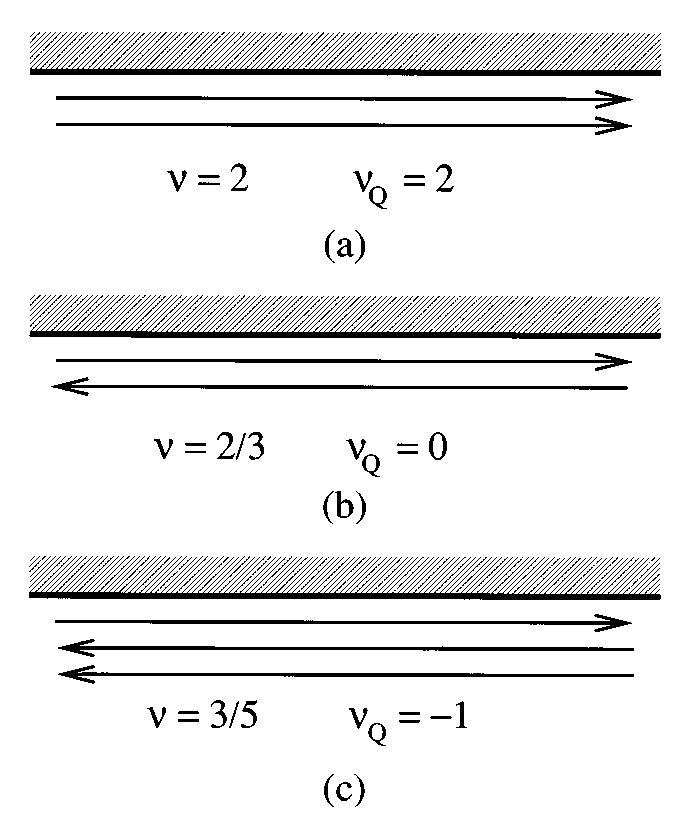 ν = 2 ν_Q = 2
(a)
ν = 2/3 ν_Q = 0
(b)
ν = 3/5 ν_Q = −1
(c)